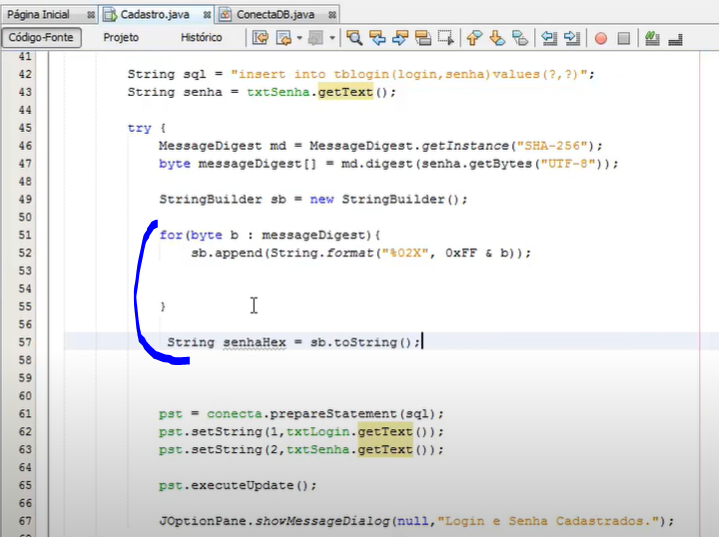 Página Inicial
Cadastro.java
ConectaDB.java
Código-Fonte Projeto Histórico
41
42 String sql = "insert into tblogin(login,senha)values(?,?)";
43 String senha = txtSenha.getText();
44
45 try {
46 MessageDigest md = MessageDigest.getInstance("SHA-256");
47 byte messageDigest[] = md.digest(senha.getBytes("UTF-8"));
48
49 StringBuilder sb = new StringBuilder();
50
51 for(byte b : messageDigest){
52 sb.append(String.format("%02X", 0xFF & b));
53
54
55 }
56
57 String senhaHex = sb.toString();
58
59
60
61 pst = conecta.prepareStatement(sql);
62 pst.setString(1,txtLogin.getText());
63 pst.setString(2,txtSenha.getText());
64
65 pst.executeUpdate();
66
67 JOptionPane.showMessageDialog(null,"Login e Senha Cadastrados.");